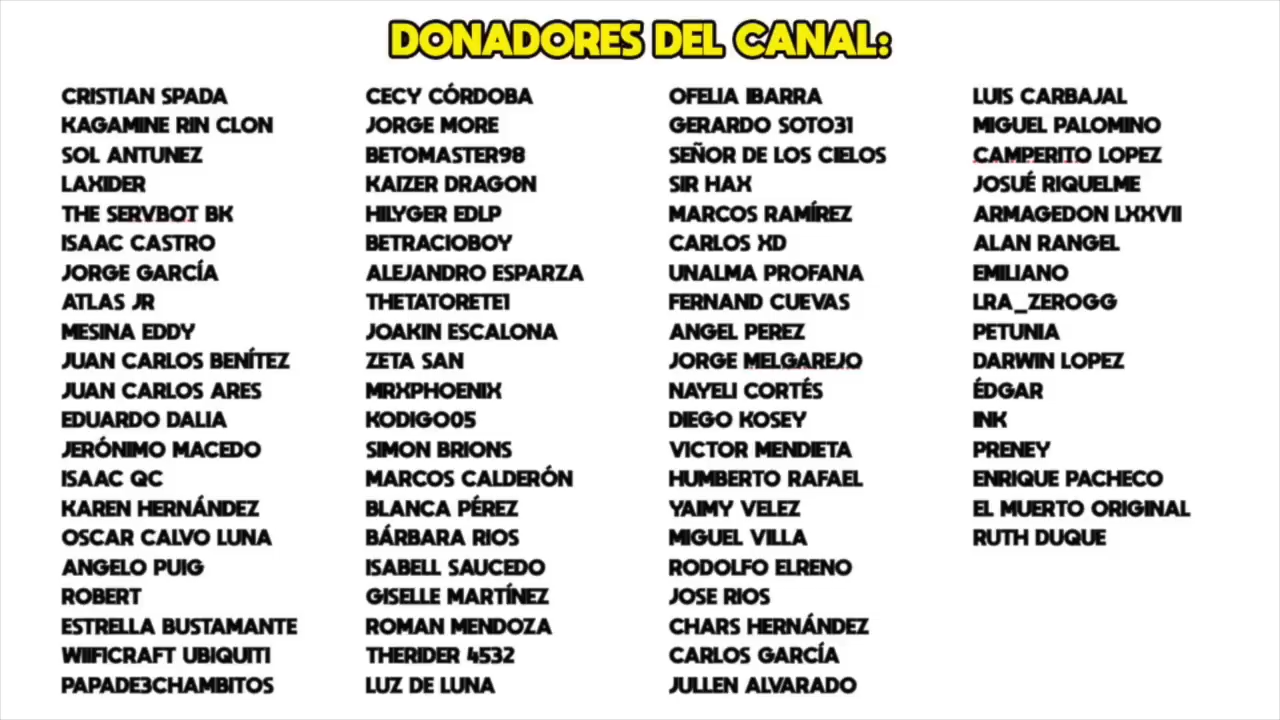 DONADORES DEL CANAL:
CRISTIAN SPADA
KAGAMINE RIN CLON
SOL ANTUNEZ
LAXIDER
THE SERVBOT BK
ISAAC CASTRO
JORGE GARCÍA
ATLAS JR
MESINA EDDY
JUAN CARLOS BENÍTEZ
JUAN CARLOS ARES
EDUARDO DALIA
JERÓNIMO MACEDO
ISAAC QC
KAREN HERNÁNDEZ
OSCAR CALVO LUNA
ANGELO PUIG
ROBERT
ESTRELLA BUSTAMANTE
WIIFICRAFT UBIQUITI
PAPADE3CHAMBITOS
CECY CÓRDOBA
JORGE MORE
BETOMASTER98
KAIZER DRAGON
HILYGER EDLP
BETRACIOBOY
ALEJANDRO ESPARZA
THETATORETE1
JOAKIN ESCALONA
ZETA SAN
MRXPHOENIX
KODIGO05
SIMON BRIONS
MARCOS CALDERÓN
BLANCA PÉREZ
BÁRBARA RIOS
ISABELL SAUCEDO
GISELLE MARTÍNEZ
ROMAN MENDOZA
THERIDER 4532
LUZ DE LUNA
OFELIA IBARRA
GERARDO SOTO31
SEÑOR DE LOS CIELOS
SIR HAX
MARCOS RAMÍREZ
CARLOS XD
UNALMA PROFANA
FERNAND CUEVAS
ANGEL PEREZ
JORGE MELGAREJO
NAYELI CORTÉS
DIEGO KOSEY
VICTOR MENDIETA
HUMBERTO RAFAEL
YAIMY VELEZ
MIGUEL VILLA
RODOLFO ELRENO
JOSE RIOS
CHARS HERNÁNDEZ
CARLOS GARCÍA
JULLEN ALVARADO
LUIS CARBAJAL
MIGUEL PALOMINO
CAMPERITO LOPEZ
JOSUÉ RIQUELME
ARMAGEDON LXXVII
ALAN RANGEL
EMILIANO
LRA_ZEROGG
PETUNIA
DARWIN LOPEZ
ÉDGAR
INK
PRENEY
ENRIQUE PACHECO
EL MUERTO ORIGINAL
RUTH DUQUE